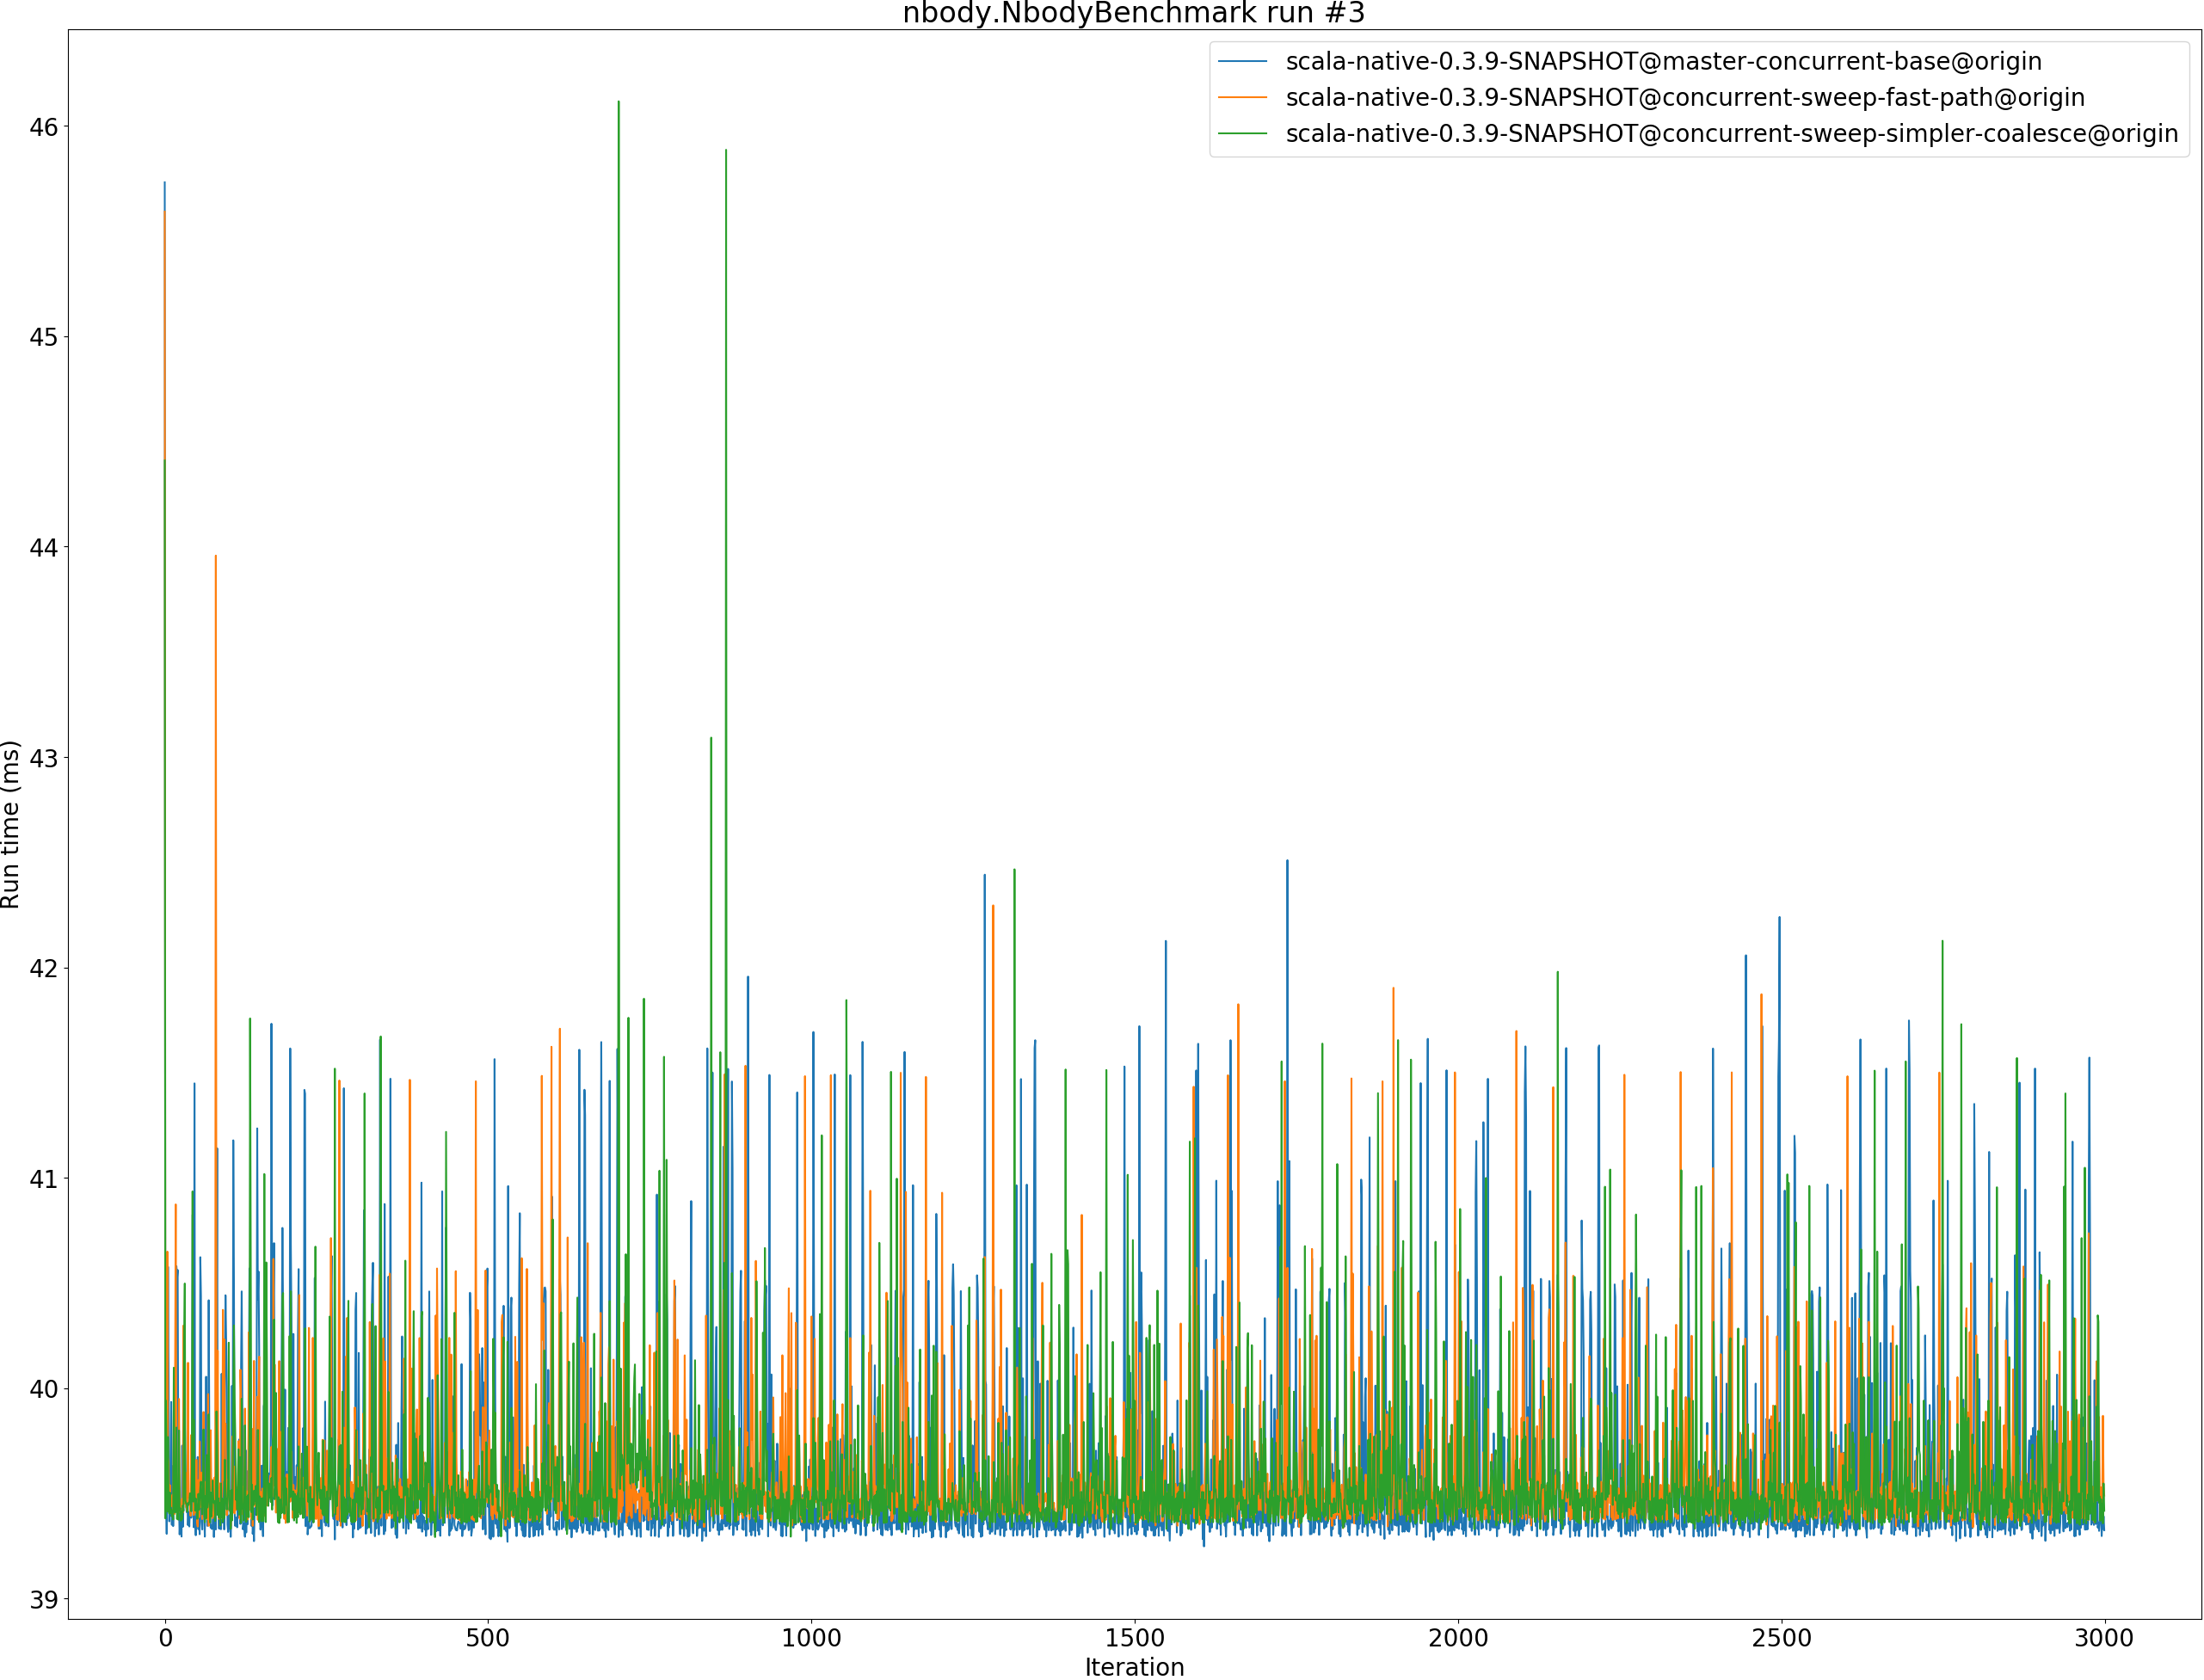 nbody.NbodyBenchmark run #3
scala-native-0.3.9-SNAPSHOT@master-concurrent-base@origin
scala-native-0.3.9-SNAPSHOT@concurrent-sweep-fast-path@origin
scala-native-0.3.9-SNAPSHOT@concurrent-sweep-simpler-coalesce@origin
46
45
44
43
42
41
40
39
Run time (ms)
0 500 1000 1500 2000 2500 3000
Iteration